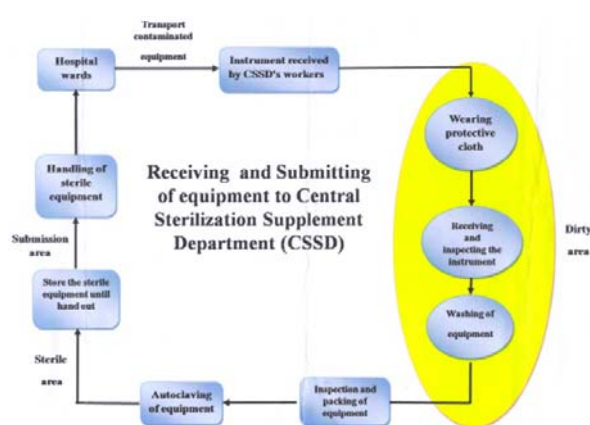 Transport
contaminated
equipment
Hospital
wards
Instrument received
by CSSD's workers
Wearing
protective
cloth
Receiving and Submitting
of equipment to Central
Sterilization Supplement
Department (CSSD)
Handling of
sterile
equipment
Receiving
and
inspecting the
instrument
Dirty
area
Submission
area
Store the sterile
equipment until
hand out
Washing of
equipment
Sterile
area
Autoclaving
of equipment
Inspection and
packing of
equipment